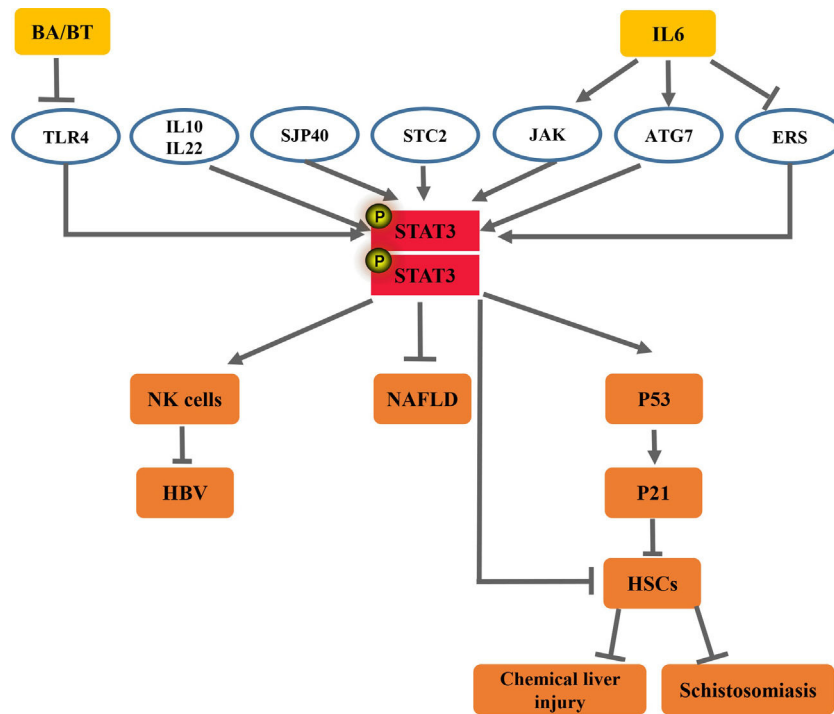 BA/BT
IL6
TLR4
IL10
IL22
SJP40
STC2
JAK
ATG7
ERS
P
STAT3
P
STAT3
NK cells
NAFLD
P53
HBV
P21
HSCs
Chemical liver
injury
Schistosomiasis